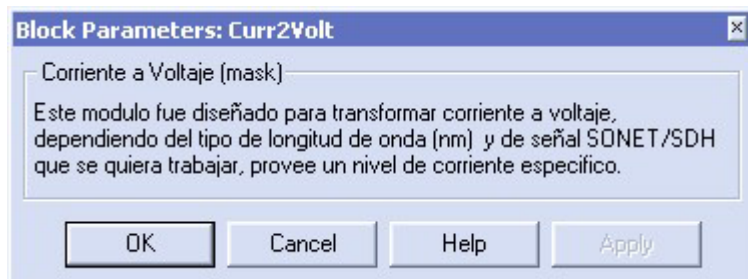 Block Parameters: Curr2Volt
Corriente a Voltaje (mask)
Este modulo fue diseñado para transformar corriente a voltaje,
dependiendo del tipo de longitud de onda (nm) y de señal SONET/SDH
que se quiera trabajar, provee un nivel de corriente especifico.
OK Cancel Help Apply